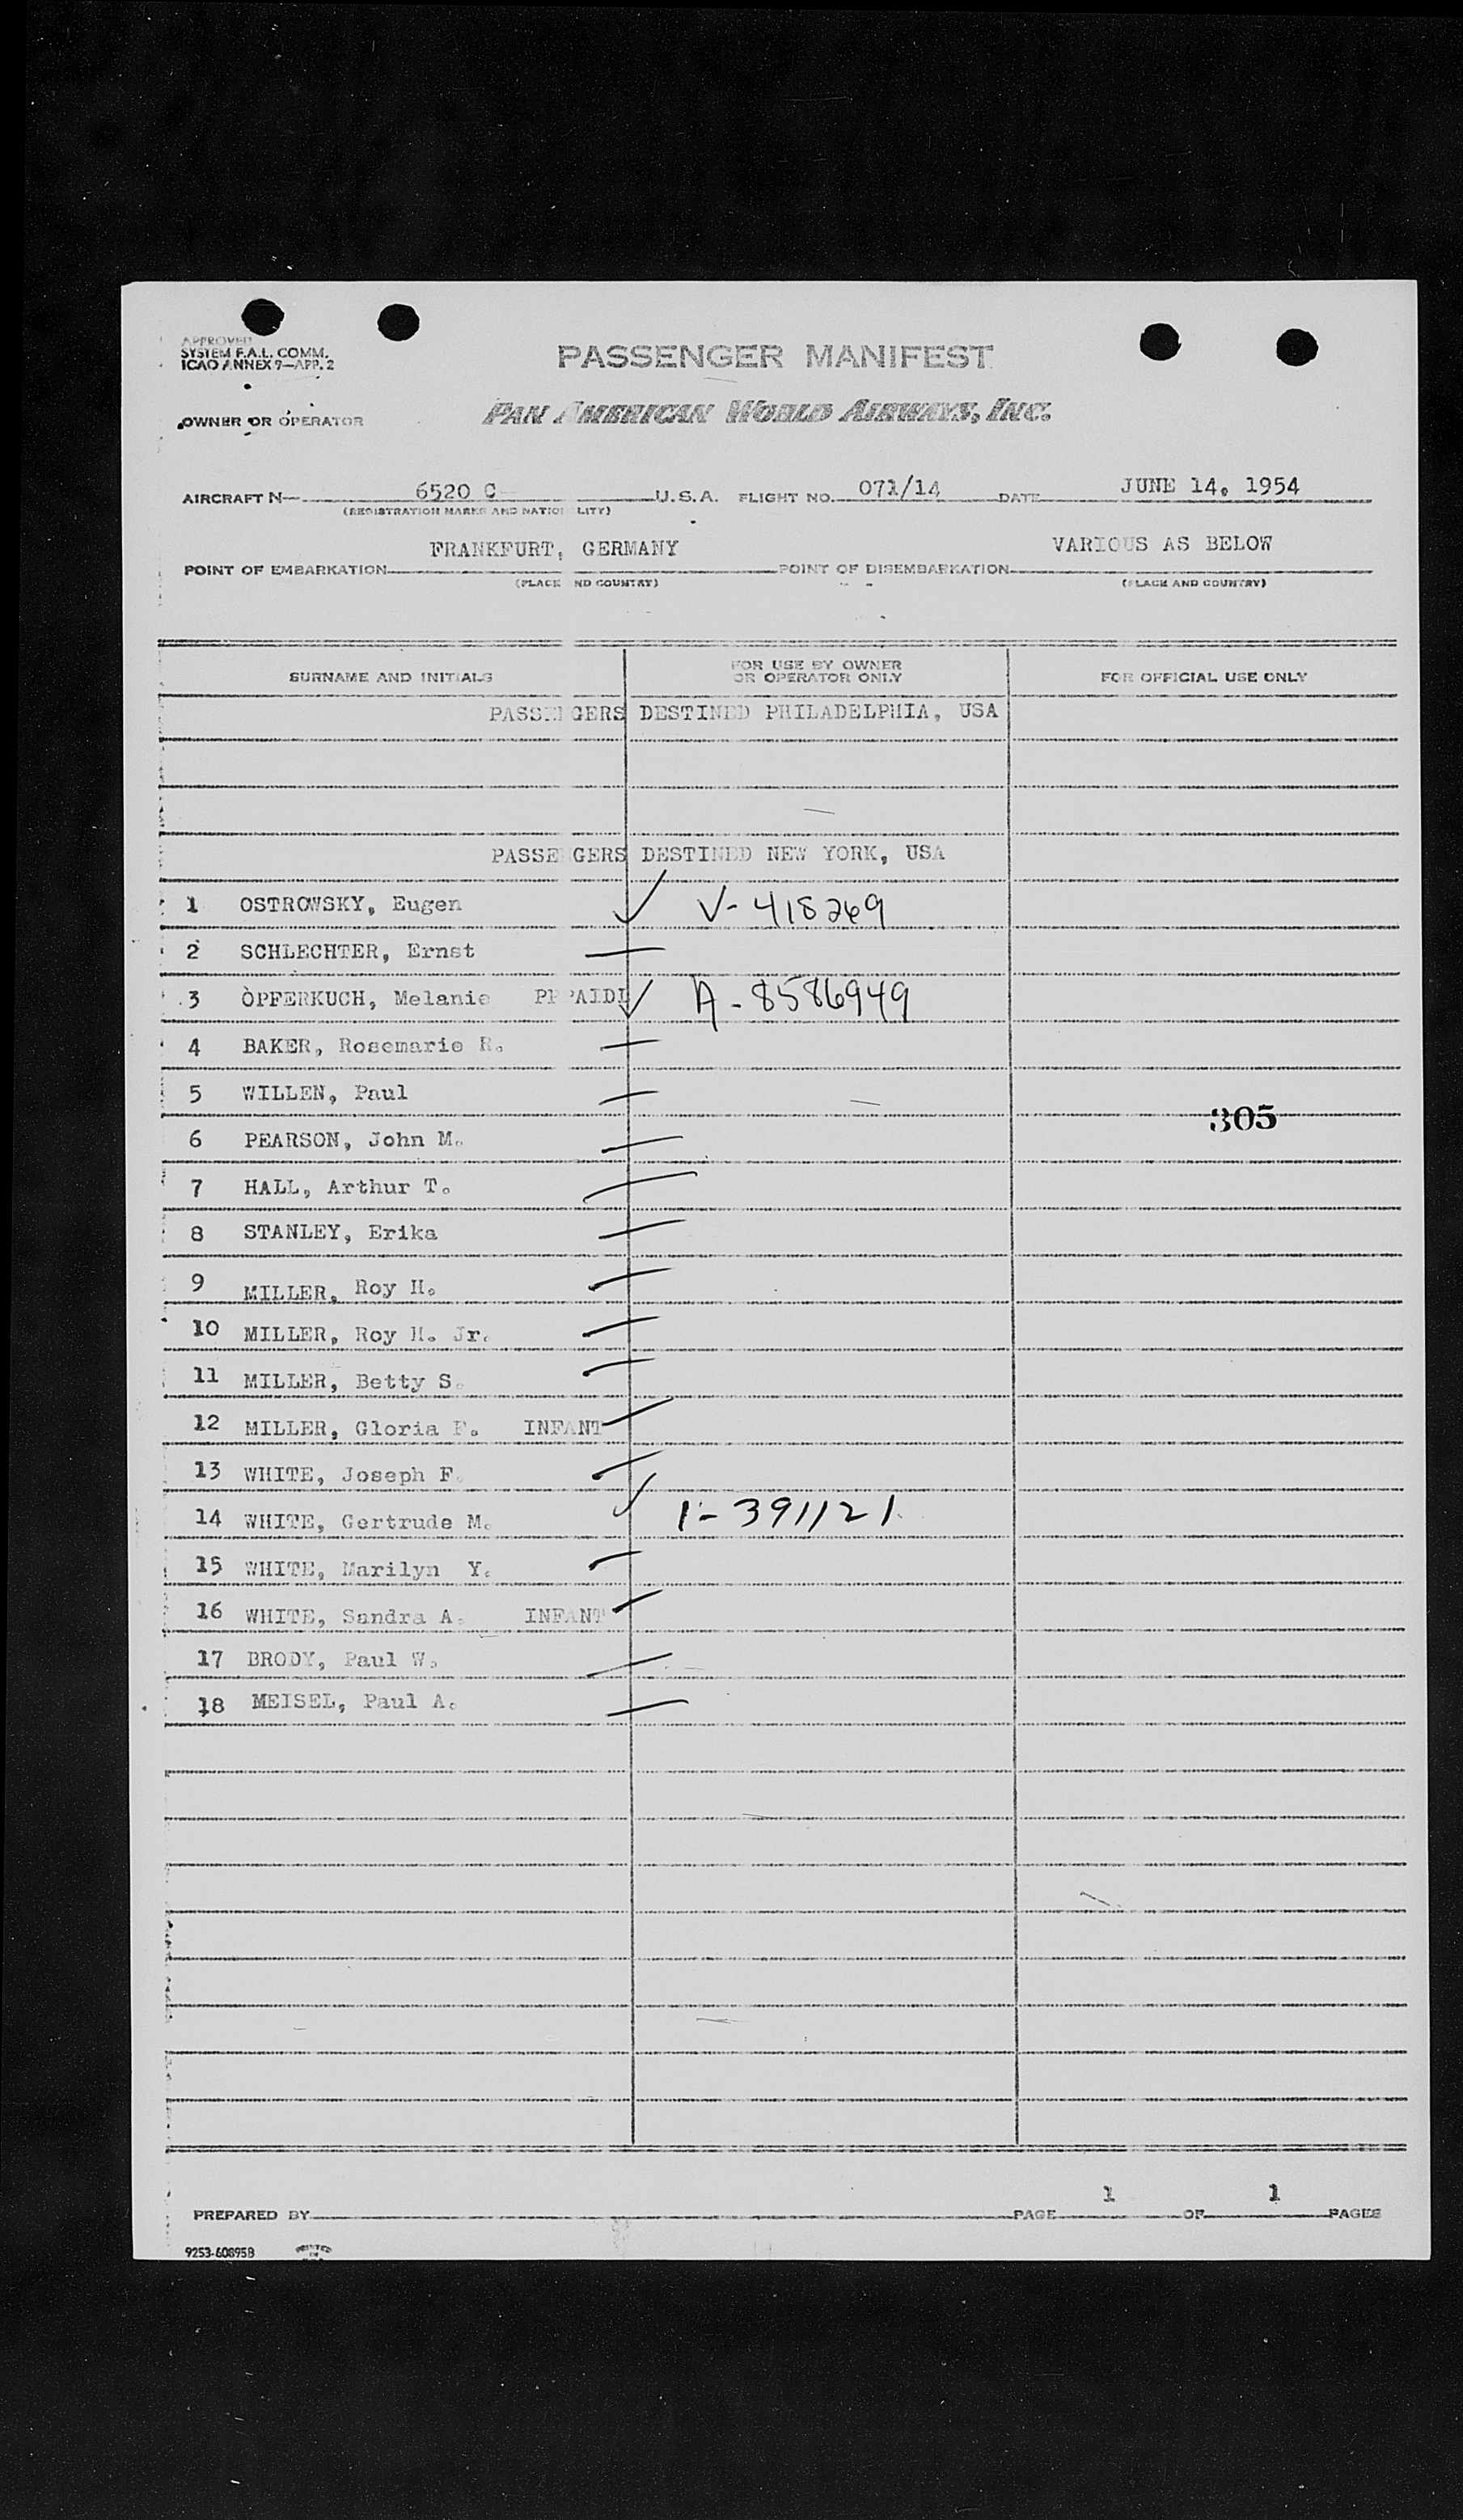 APPROVED
SYSTEM F.A.L. COMM.
ICAO ANNEX 9—APP. 2
PASSENGER MANIFEST
OWNER OR OPERATOR PAN AMERICAN WORLD AIRWAYS, INC.
AIRCRAFT N— 6520 C U.S.A. FLIGHT NO. 071/14 DATE JUNE 14, 1954
(REGISTRATION MARKS AND NATIONALITY)
FRANKFURT, GERMANY VARIOUS AS BELOW
POINT OF EMBARKATION POINT OF DISEMBARKATION
(PLACE AND COUNTRY) (PLACE AND COUNTRY)
SURNAME AND INITIALS FOR USE BY OWNER OR OPERATOR ONLY FOR OFFICIAL USE ONLY
PASSENGERS DESTINED PHILADELPHIA, USA
PASSENGERS DESTINED NEW YORK, USA
1 OSTROWSKY, Eugen ✓ V-418269
2 SCHLECHTER, Ernst —
3 OPFERKUCH, Melanie ✓ A-8586949
4 BAKER, Rosemarie R. —
5 WILLEN, Paul —
305
6 PEARSON, John M. —
7 HALL, Arthur T. —
8 STANLEY, Erika —
9 MILLER, Roy H. —
10 MILLER, Roy H. Jr. —
11 MILLER, Betty S. —
12 MILLER, Gloria F. INFANT —
13 WHITE, Joseph F. —
14 WHITE, Gertrude M. ✓ 1-391121
15 WHITE, Marilyn Y. —
16 WHITE, Sandra A. INFANT —
17 BRODY, Paul W. —
18 MEISEL, Paul A. —
PREPARED BY PAGE 1 OF 1 PAGES
9253-608958 PRINTED IN